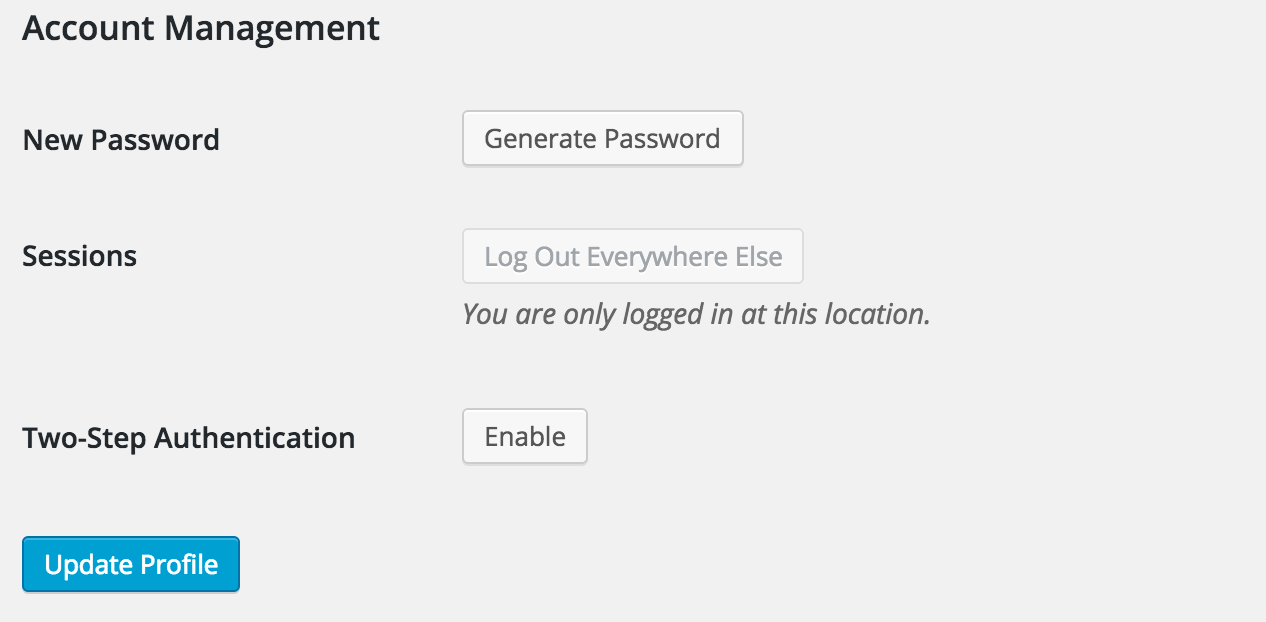 Account Management
New Password
Generate Password
Sessions
Log Out Everywhere Else
You are only logged in at this location.
Two-Step Authentication
Enable
Update Profile